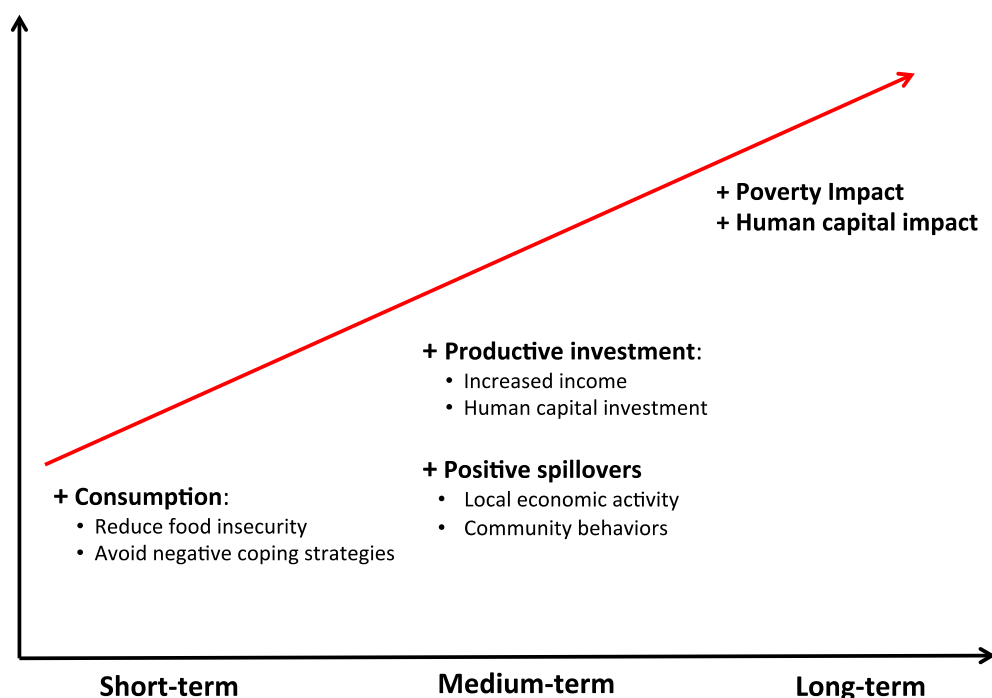 + Poverty Impact
+ Human capital impact
+ Productive investment:
• Increased income
• Human capital investment
+ Positive spillovers
• Local economic activity
• Community behaviors
+ Consumption:
• Reduce food insecurity
• Avoid negative coping strategies
Short-term
Medium-term
Long-term